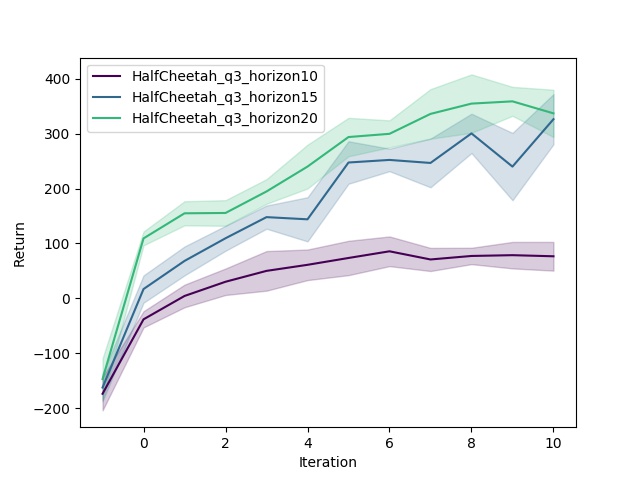 HalfCheetah_q3_horizon10
HalfCheetah_q3_horizon15
HalfCheetah_q3_horizon20
400
300
200
100
0
−100
−200
Return
0
2
4
6
8
10
Iteration